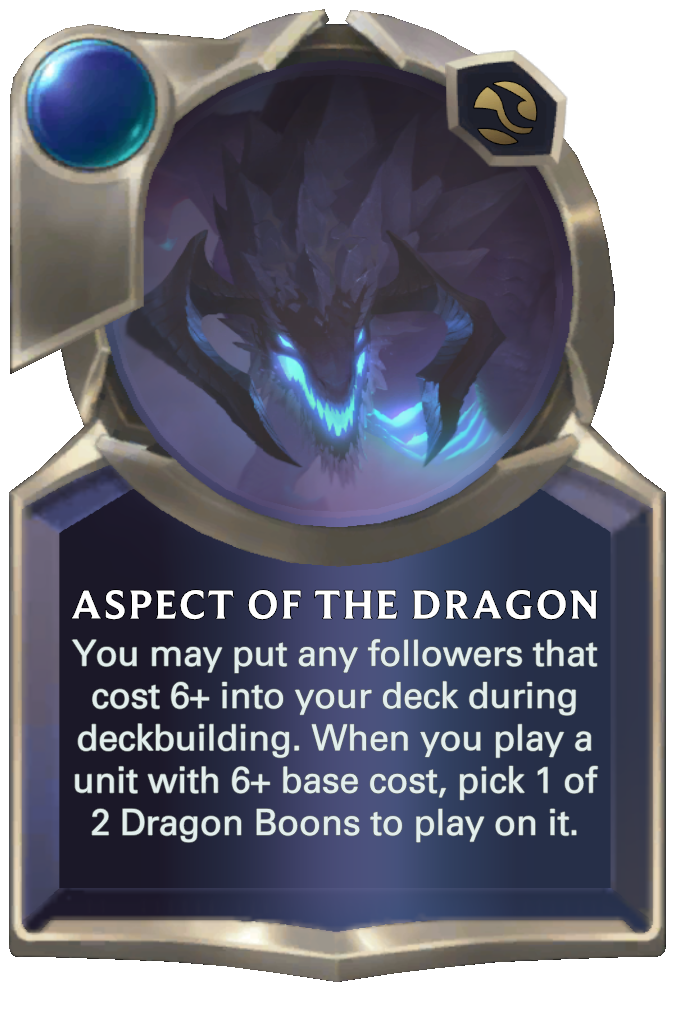 ASPECT OF THE DRAGON
You may put any followers that
cost 6+ into your deck during
deckbuilding. When you play a
unit with 6+ base cost, pick 1 of
2 Dragon Boons to play on it.